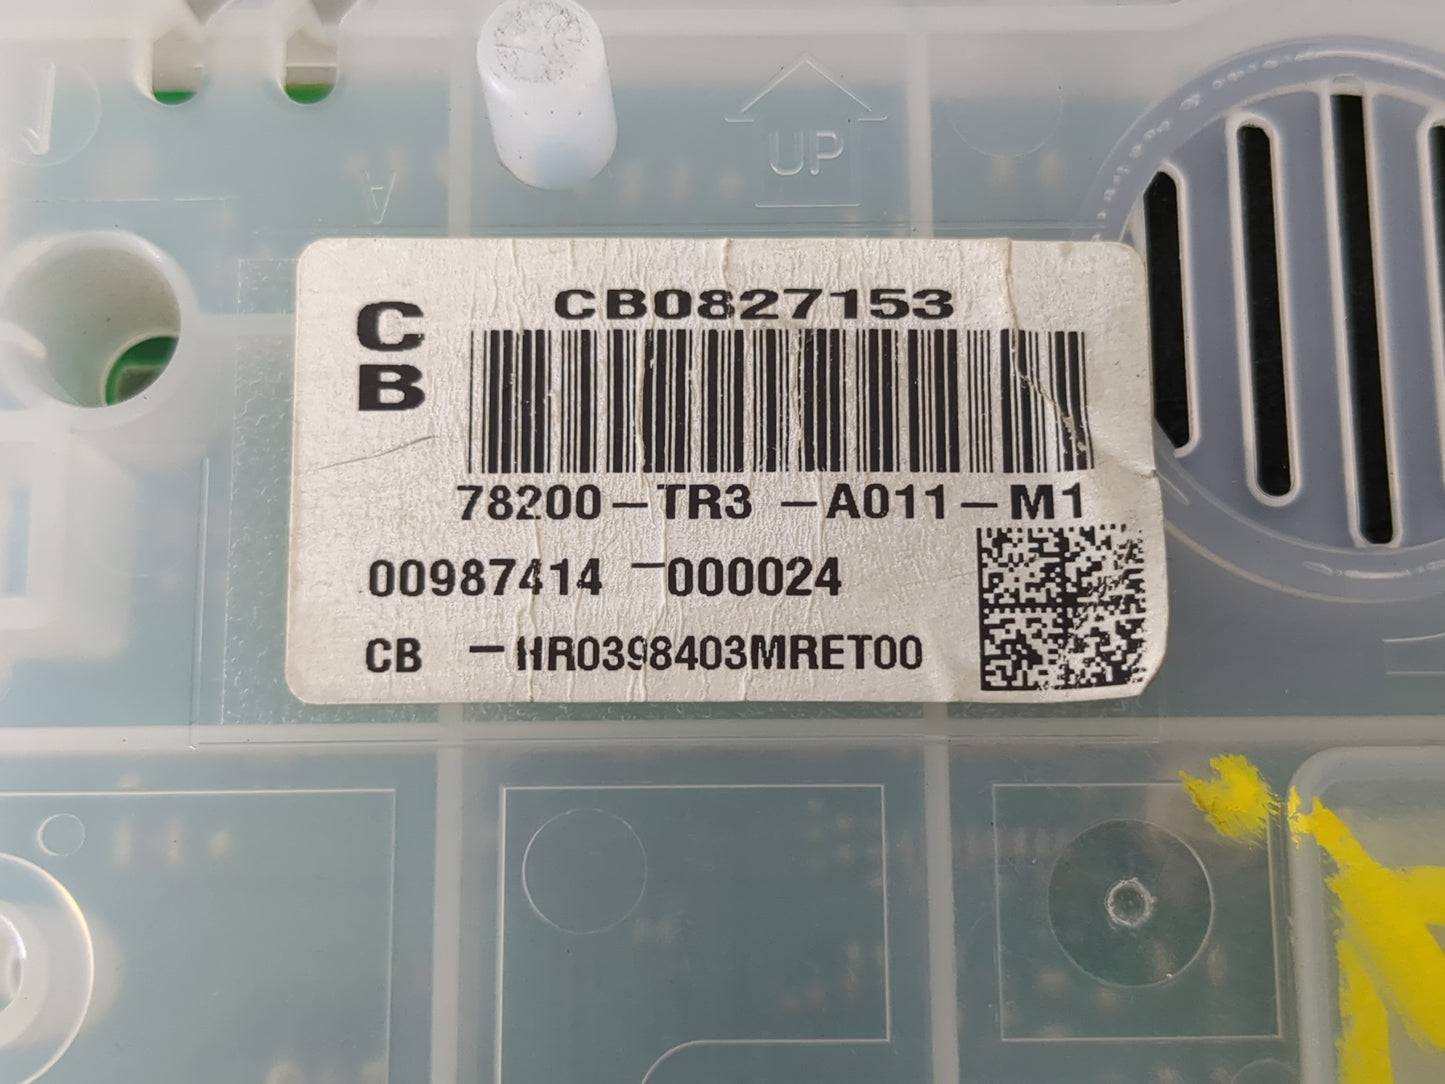 UP
A
CB0827153
C
B
78200-TR3 -A011-M1
00987414 -000024
CB -HR0398403MRET00